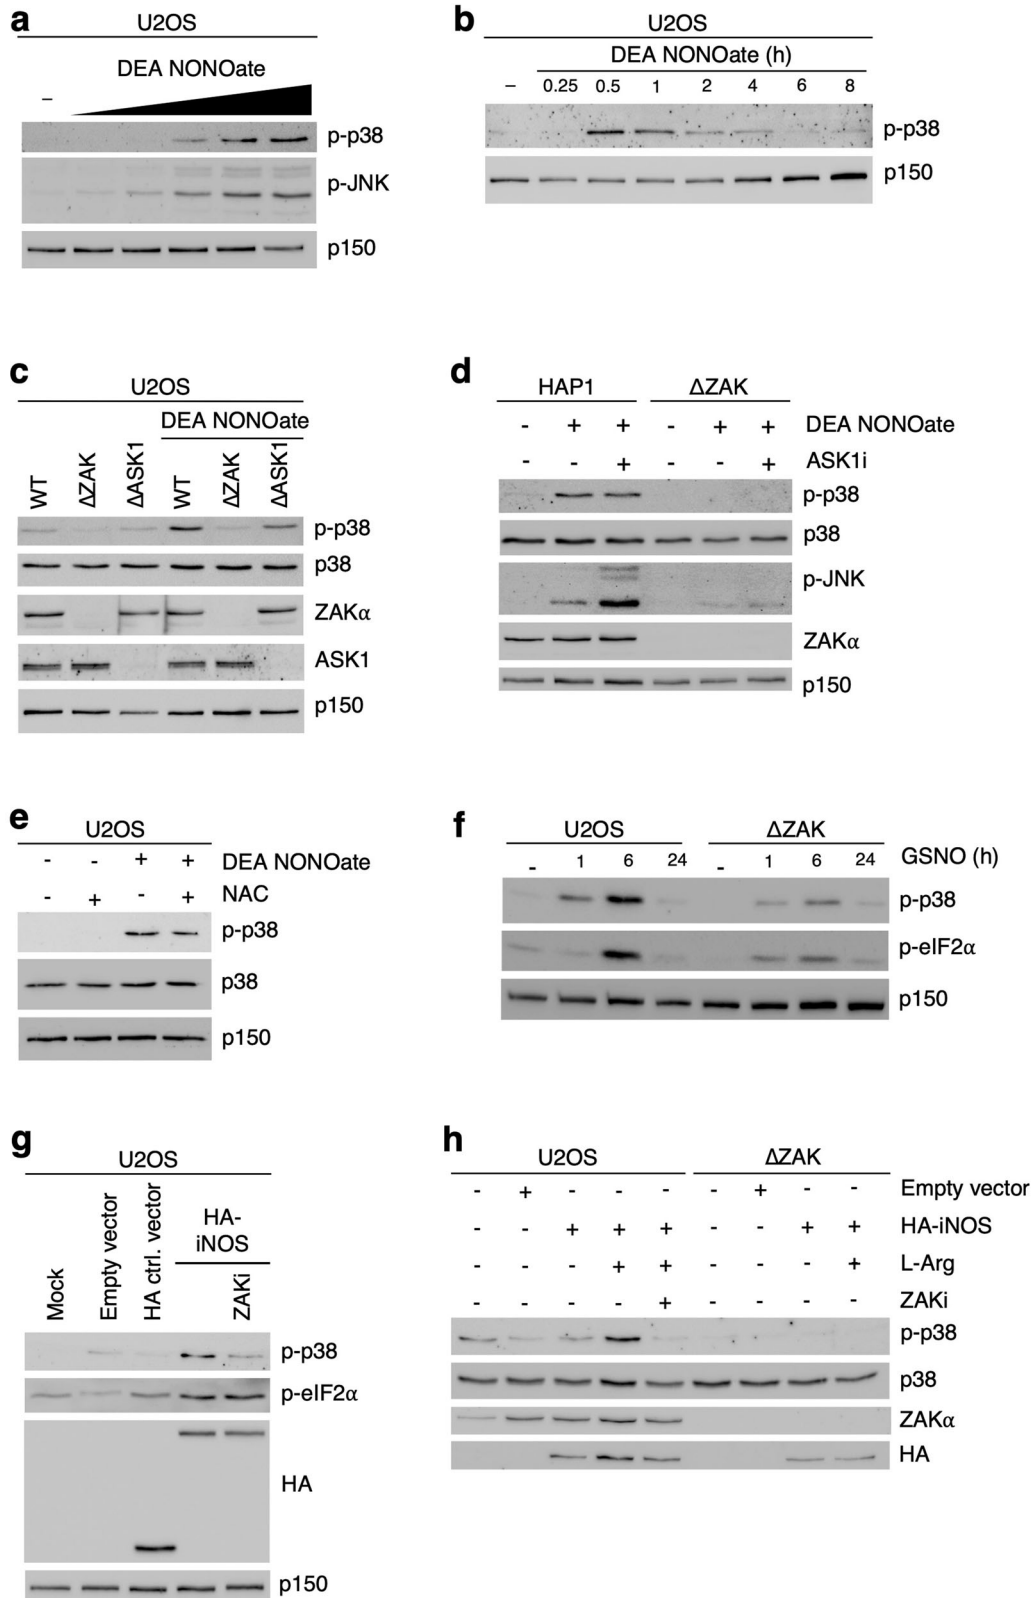 a
U2OS
DEA NONOate
–
p-p38
p-JNK
p150
b
U2OS
DEA NONOate (h)
– 0.25 0.5 1 2 4 6 8
p-p38
p150
c
U2OS
DEA NONOate
WT ΔZAK ΔASK1 WT ΔZAK ΔASK1
p-p38
p38
ZAKα
ASK1
p150
d
HAP1 ΔZAK
- + + - + + DEA NONOate
- - + - - + ASK1i
p-p38
p38
p-JNK
ZAKα
p150
e
U2OS
- - + + DEA NONOate
- + - + NAC
p-p38
p38
p150
f
U2OS ΔZAK
- 1 6 24 - 1 6 24 GSNO (h)
p-p38
p-eIF2α
p150
g
U2OS
Mock Empty vector HA ctrl. vector HA-
iNOS
ZAKi
p-p38
p-eIF2α
HA
p150
h
U2OS ΔZAK
- + - - - - + - - Empty vector
- - + + + - - + + HA-iNOS
- - - + + - - - + L-Arg
- - - - + - - - - ZAKi
p-p38
p38
ZAKα
HA